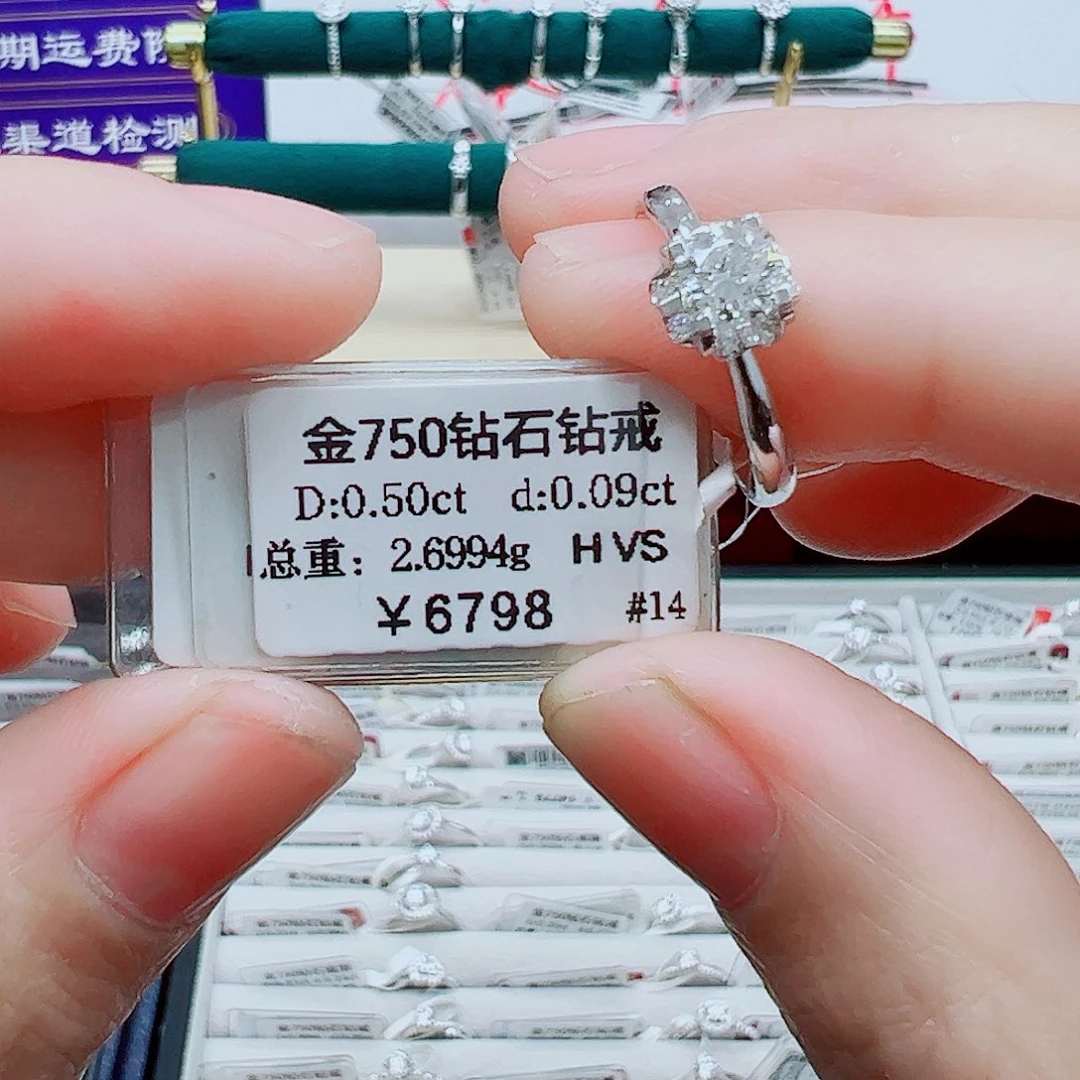 期运费
渠道检测
金750钻石钻戒
D:0.50ct d:0.09ct
总重: 2.6994g H VS
¥6798 #14